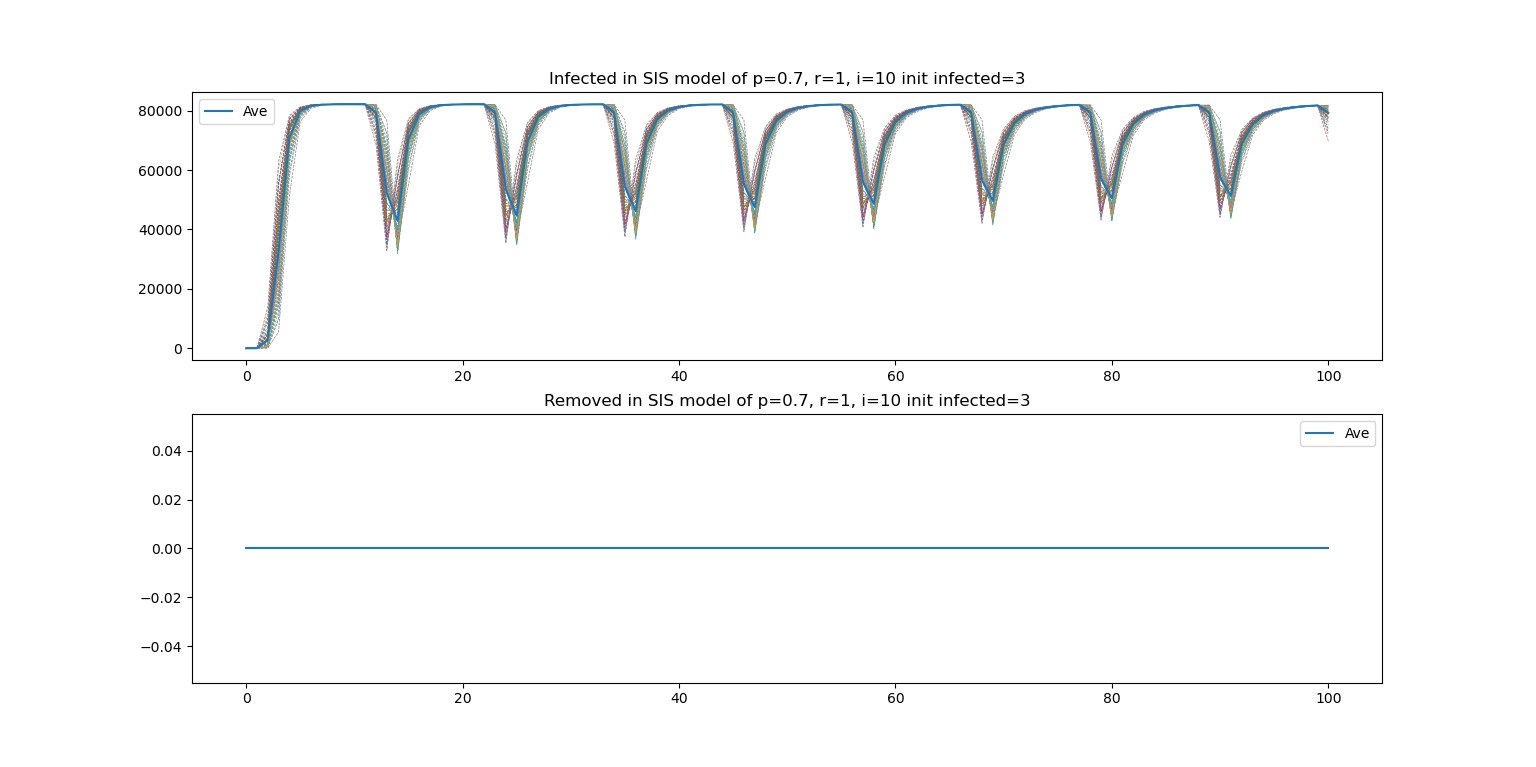 Infected in SIS model of p=0.7, r=1, i=10 init infected=3
Ave
80000
60000
40000
20000
0
0 20 40 60 80 100
Removed in SIS model of p=0.7, r=1, i=10 init infected=3
Ave
0.04
0.02
0.00
−0.02
−0.04
0 20 40 60 80 100